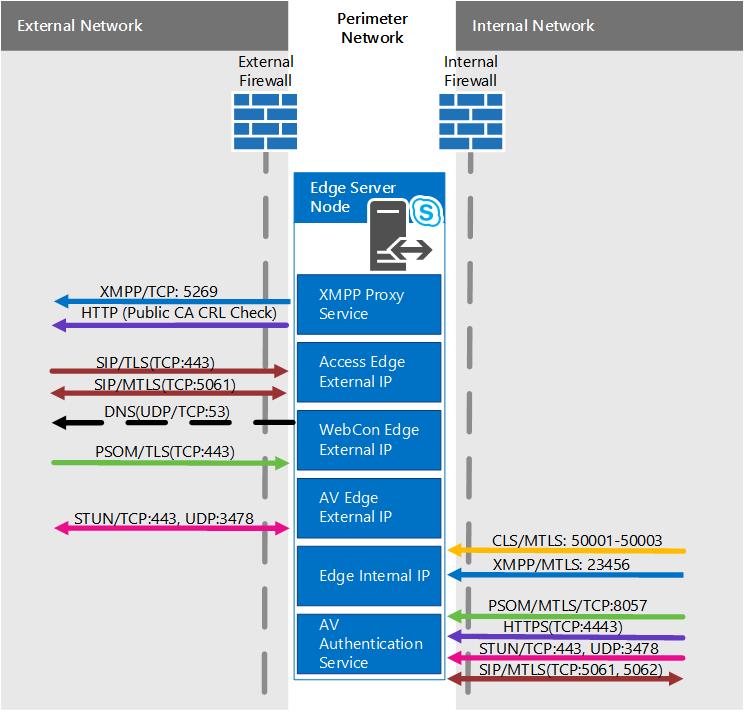 External Network
Perimeter
Network
Internal Network
External
Firewall
Internal
Firewall
Edge Server
Node
S
XMPP/TCP: 5269
HTTP (Public CA CRL Check)
XMPP Proxy
Service
SIP/TLS(TCP:443)
SIP/MTLS(TCP:5061)
Access Edge
External IP
DNS(UDP/TCP:53)
PSOM/TLS(TCP:443)
WebCon Edge
External IP
STUN/TCP:443, UDP:3478
AV Edge
External IP
CLS/MTLS: 50001-50003
XMPP/MTLS: 23456
Edge Internal IP
PSOM/MTLS/TCP:8057
HTTPS(TCP:4443)
STUN/TCP:443, UDP:3478
SIP/MTLS(TCP:5061, 5062)
AV
Authentication
Service